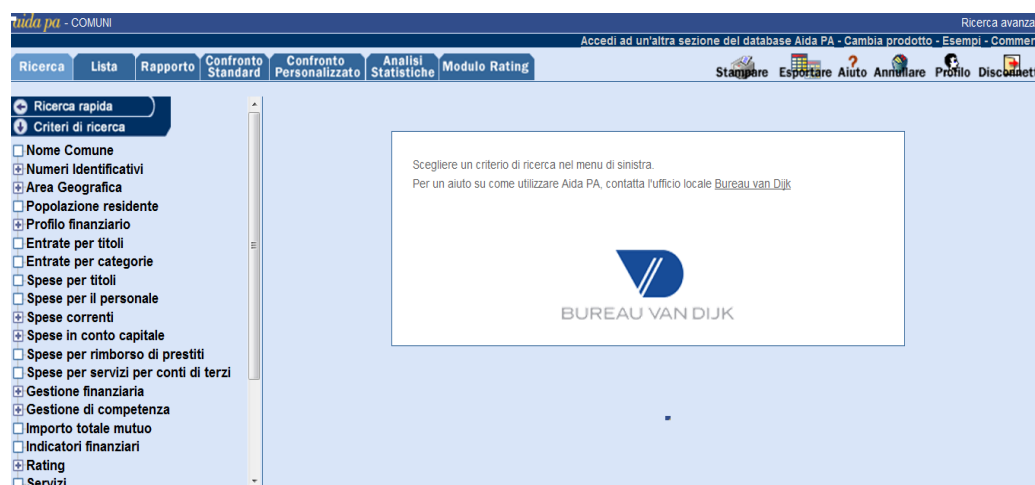 aida pa - COMUNI
Ricerca avanza
Accedi ad un'altra sezione del database Aida PA - Cambia prodotto - Esempi - Commen
Ricerca
Lista
Rapporto
Confronto Standard
Confronto Personalizzato
Analisi Statistiche
Modulo Rating
Stampare
Esportare
Aiuto
Annullare
Profilo
Disconnett
Ricerca rapida
Criteri di ricerca
Nome Comune
Numeri Identificativi
Area Geografica
Popolazione residente
Profilo finanziario
Entrate per titoli
Entrate per categorie
Spese per titoli
Spese per il personale
Spese correnti
Spese in conto capitale
Spese per rimborso di prestiti
Spese per servizi per conti di terzi
Gestione finanziaria
Gestione di competenza
Importo totale mutuo
Indicatori finanziari
Rating
Servizi
Scegliere un criterio di ricerca nel menu di sinistra.
Per un aiuto su come utilizzare Aida PA, contatta l'ufficio locale Bureau van Dijk
BUREAU VAN DIJK